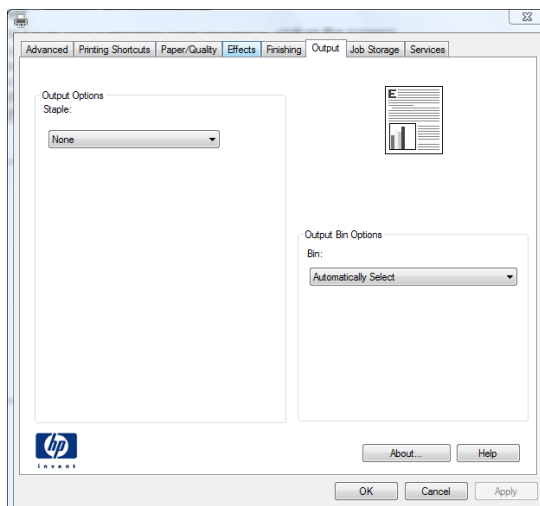 Advanced
Printing Shortcuts
Paper/Quality
Effects
Finishing
Output
Job Storage
Services
Output Options
Staple:
None
E
Output Bin Options
Bin:
Automatically Select
hp
invent
About...
Help
OK
Cancel
Apply